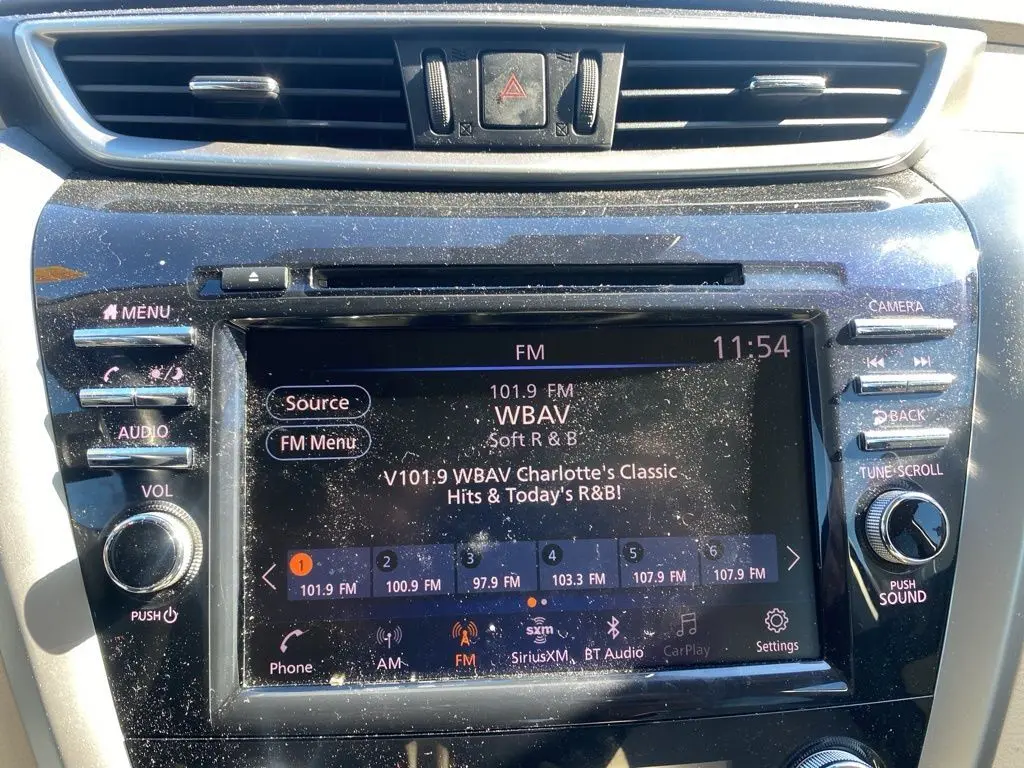 MENU
AUDIO
VOL
PUSH
CAMERA
BACK
TUNE·SCROLL
PUSH
SOUND
FM
11:54
Source
FM Menu
101.9 FM
WBAV
Soft R & B
V101.9 WBAV Charlotte's Classic
Hits & Today's R&B!
1 2 3 4 5 6
101.9 FM 100.9 FM 97.9 FM 103.3 FM 107.9 FM 107.9 FM
sxm
Phone AM FM SiriusXM BT Audio CarPlay Settings